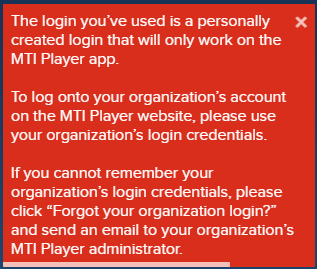 The login you’ve used is a personally
created login that will only work on the
MTI Player app.
To log onto your organization’s account
on the MTI Player website, please use
your organization’s login credentials.
If you cannot remember your
organization’s login credentials, please
click “Forgot your organization login?”
and send an email to your organization’s
MTI Player administrator.